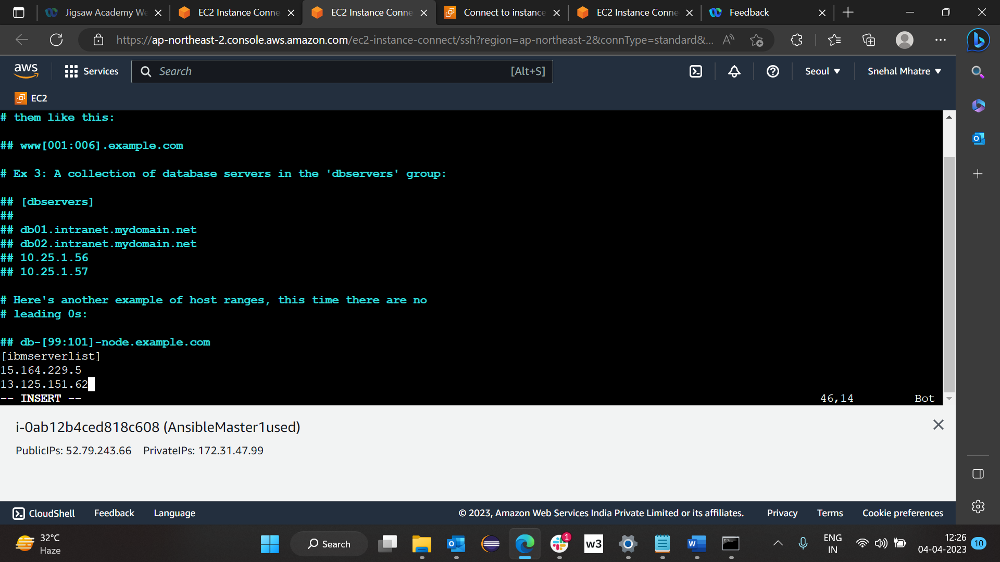 Jigsaw Academy We
EC2 Instance Conne
EC2 Instance Conne
Connect to instance
EC2 Instance Conne
Feedback
https://ap-northeast-2.console.aws.amazon.com/ec2-instance-connect/ssh?region=ap-northeast-2&connType=standard&...
aws
Services
Search
[Alt+S]
Seoul
Snehal Mhatre
EC2
# them like this:
## www[001:006].example.com
# Ex 3: A collection of database servers in the 'dbservers' group:
## [dbservers]
##
## db01.intranet.mydomain.net
## db02.intranet.mydomain.net
## 10.25.1.56
## 10.25.1.57
# Here's another example of host ranges, this time there are no
# leading 0s:
## db-[99:101]-node.example.com
[ibmserverlist]
15.164.229.5
13.125.151.62
-- INSERT --
46,14
Bot
i-0ab12b4ced818c608 (AnsibleMaster1used)
PublicIPs: 52.79.243.66 PrivateIPs: 172.31.47.99
CloudShell
Feedback
Language
© 2023, Amazon Web Services India Private Limited or its affiliates.
Privacy
Terms
Cookie preferences
32°C
Haze
Search
1
w3
ENG
IN
12:26
04-04-2023
10